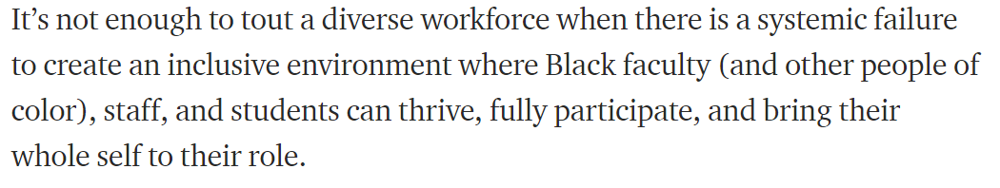 It’s not enough to tout a diverse workforce when there is a systemic failure
to create an inclusive environment where Black faculty (and other people of
color), staff, and students can thrive, fully participate, and bring their
whole self to their role.